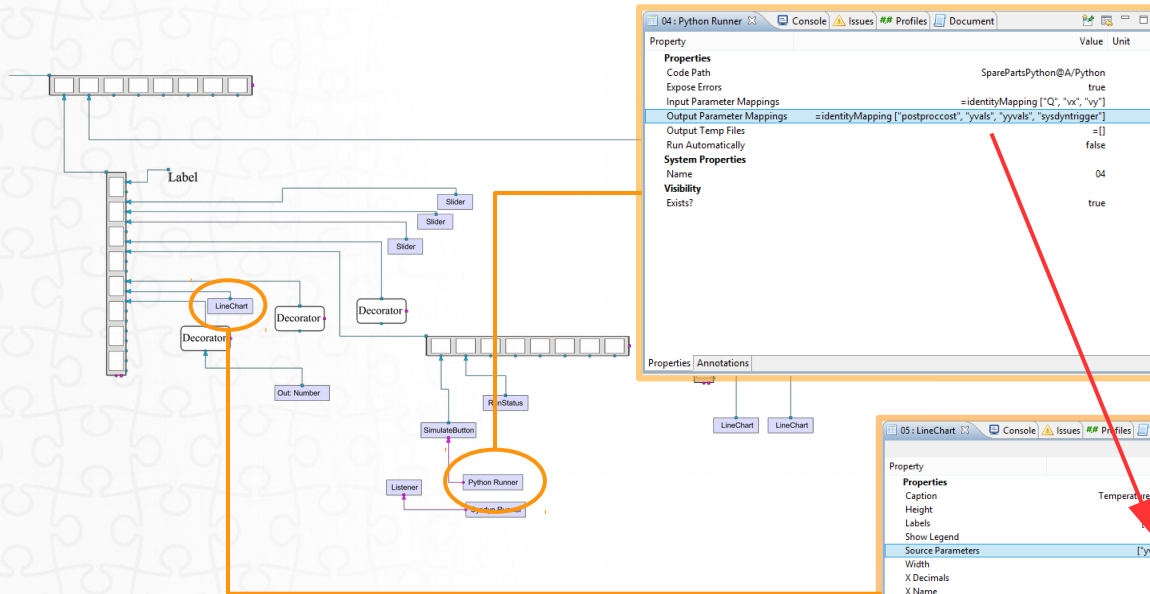 04 : Python Runner Console Issues Profiles Document
Property Value Unit
Properties
Code Path SparePartsPython@A/Python
Expose Errors true
Input Parameter Mappings =identityMapping ["Q", "vx", "vy"]
Output Parameter Mappings =identityMapping ["postproccost", "yvals", "yyvals", "sysdyntrigger"]
Output Temp Files =[]
Run Automatically false
System Properties
Name 04
Visibility
Exists? true
Properties Annotations
Label
Slider
Slider
Slider
LineChart
Decorator
Decorator
Decorator
Out: Number
RunStatus
SimulateButton
Python Runner
Listener
Sysdyn Runner
LineChart LineChart
05 : LineChart Console Issues Profiles
Property
Properties
Caption Temperature
Height
Labels
Show Legend
Source Parameters
Width
X Decimals
X Name